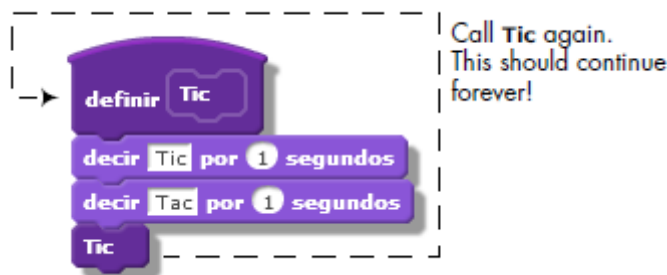 Call Tic again.
This should continue
forever!
definir Tic
decir Tic por 1 segundos
decir Tac por 1 segundos
Tic